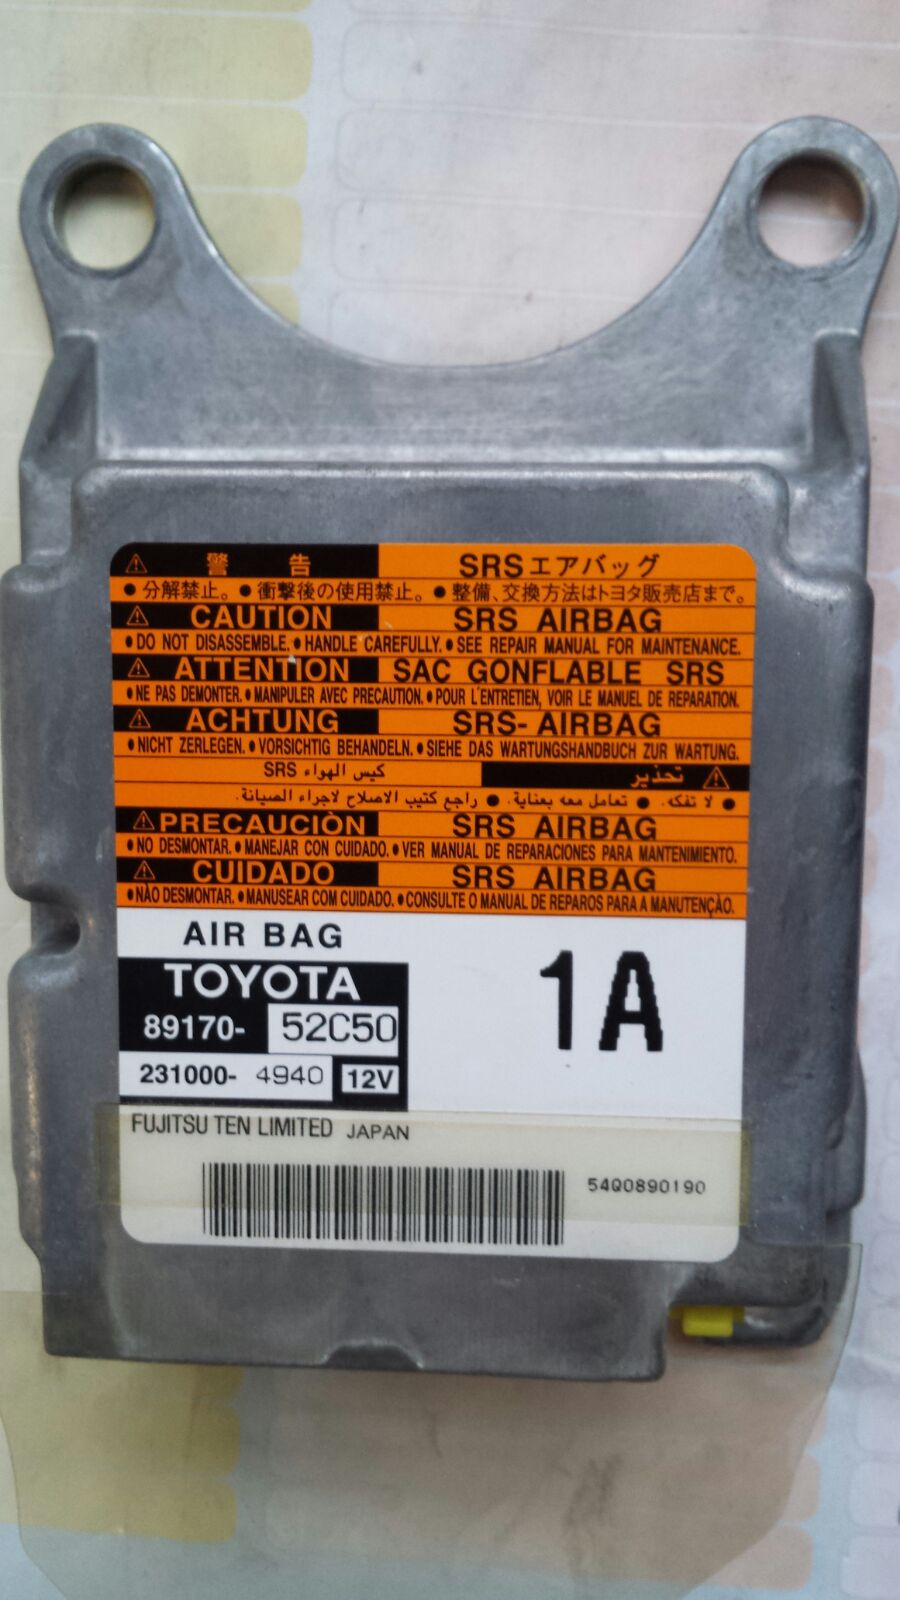 ⚠ 警告 SRSエアバッグ
● 分解禁止。 ● 衝撃後の使用禁止。 ● 整備、交換方法はトヨタ販売店まで。
⚠ CAUTION SRS AIRBAG
● DO NOT DISASSEMBLE. ● HANDLE CAREFULLY. ● SEE REPAIR MANUAL FOR MAINTENANCE.
⚠ ATTENTION SAC GONFLABLE SRS
● NE PAS DEMONTER. ● MANIPULER AVEC PRECAUTION. ● POUR L'ENTRETIEN, VOIR LE MANUEL DE REPARATION.
⚠ ACHTUNG SRS- AIRBAG
● NICHT ZERLEGEN. ● VORSICHTIG BEHANDELN. ● SIEHE DAS WARTUNGSHANDBUCH ZUR WARTUNG.
⚠ تحذير كيس الهواء SRS
● لا تفكه. ● تعامل معه بعناية. ● راجع كتيب الاصلاح لاجراء الصيانة.
⚠ PRECAUCIÒN SRS AIRBAG
● NO DESMONTAR. ● MANEJAR CON CUIDADO. ● VER MANUAL DE REPARACIONES PARA MANTENIMIENTO.
⚠ CUIDADO SRS AIRBAG
● NÃO DESMONTAR. ● MANUSEAR COM CUIDADO. ● CONSULTE O MANUAL DE REPAROS PARA A MANUTENÇÃO.
AIR BAG
TOYOTA
89170- 52C50
1A
231000- 4940 12V
FUJITSU TEN LIMITED JAPAN
54Q0890190